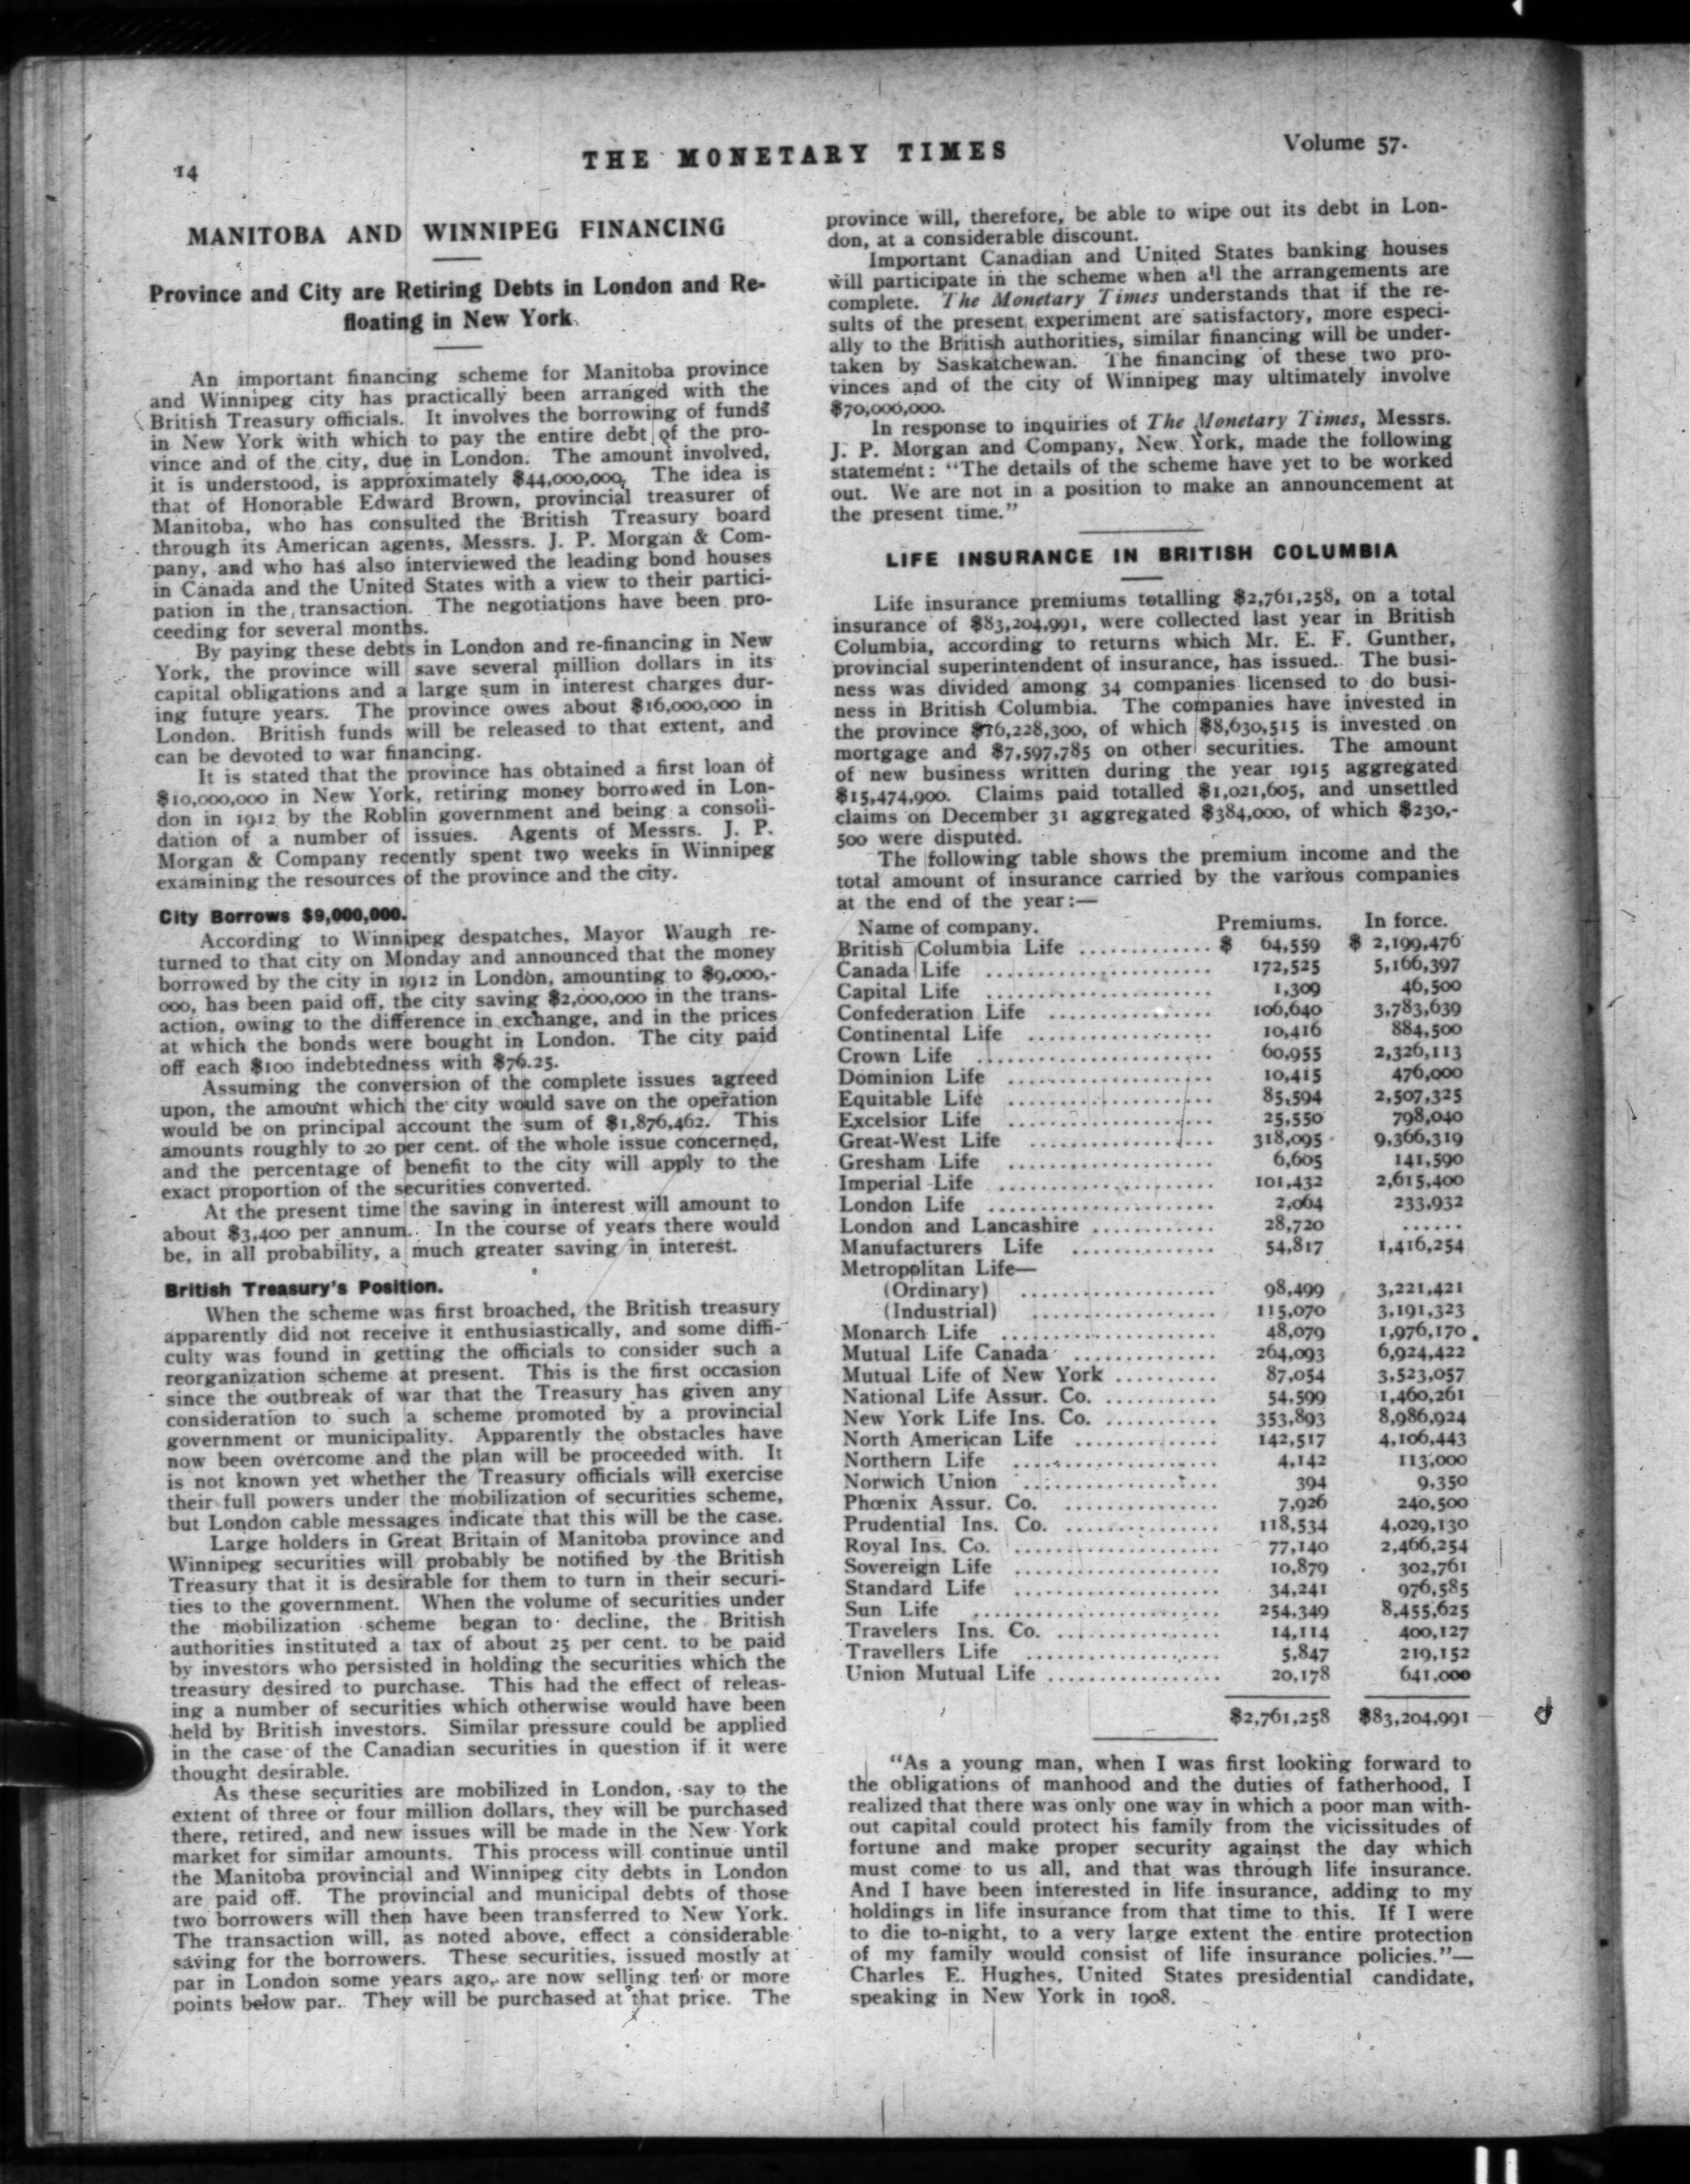 14
THE MONETARY TIMES
Volume 57.
MANITOBA AND WINNIPEG FINANCING
Province and City are Retiring Debts in London and Re-
floating in New York
An important financing scheme for Manitoba province
and Winnipeg city has practically been arranged with the
British Treasury officials. It involves the borrowing of funds
in New York with which to pay the entire debt of the pro-
vince and of the city, due in London. The amount involved,
it is understood, is approximately $44,000,000. The idea is
that of Honorable Edward Brown, provincial treasurer of
Manitoba, who has consulted the British Treasury board
through its American agents, Messrs. J. P. Morgan & Com-
pany, and who has also interviewed the leading bond houses
in Canada and the United States with a view to their partici-
pation in the transaction. The negotiations have been pro-
ceeding for several months.
By paying these debts in London and re-financing in New
York, the province will save several million dollars in its
capital obligations and a large sum in interest charges dur-
ing future years. The province owes about $16,000,000 in
London. British funds will be released to that extent, and
can be devoted to war financing.
It is stated that the province has obtained a first loan of
$10,000,000 in New York, retiring money borrowed in Lon-
don in 1912 by the Roblin government and being a consoli-
dation of a number of issues. Agents of Messrs. J. P.
Morgan & Company recently spent two weeks in Winnipeg
examining the resources of the province and the city.
City Borrows $9,000,000.
According to Winnipeg despatches, Mayor Waugh re-
turned to that city on Monday and announced that the money
borrowed by the city in 1912 in London, amounting to $9,000,-
000, has been paid off, the city saving $2,000,000 in the trans-
action, owing to the difference in exchange, and in the prices
at which the bonds were bought in London. The city paid
off each $100 indebtedness with $76.25.
Assuming the conversion of the complete issues agreed
upon, the amount which the city would save on the operation
would be on principal account the sum of $1,876,462. This
amounts roughly to 20 per cent. of the whole issue concerned,
and the percentage of benefit to the city will apply to the
exact proportion of the securities converted.
At the present time the saving in interest will amount to
about $3,400 per annum. In the course of years there would
be, in all probability, a much greater saving in interest.
British Treasury's Position.
When the scheme was first broached, the British treasury
apparently did not receive it enthusiastically, and some diffi-
culty was found in getting the officials to consider such a
reorganization scheme at present. This is the first occasion
since the outbreak of war that the Treasury has given any
consideration to such a scheme promoted by a provincial
government or municipality. Apparently the obstacles have
now been overcome and the plan will be proceeded with. It
is not known yet whether the Treasury officials will exercise
their full powers under the mobilization of securities scheme,
but London cable messages indicate that this will be the case.
Large holders in Great Britain of Manitoba province and
Winnipeg securities will probably be notified by the British
Treasury that it is desirable for them to turn in their securi-
ties to the government. When the volume of securities under
the mobilization scheme began to decline, the British
authorities instituted a tax of about 25 per cent. to be paid
by investors who persisted in holding the securities which the
treasury desired to purchase. This had the effect of releas-
ing a number of securities which otherwise would have been
held by British investors. Similar pressure could be applied
in the case of the Canadian securities in question if it were
thought desirable.
As these securities are mobilized in London, say to the
extent of three or four million dollars, they will be purchased
there, retired, and new issues will be made in the New York
market for similar amounts. This process will continue until
the Manitoba provincial and Winnipeg city debts in London
are paid off. The provincial and municipal debts of those
two borrowers will then have been transferred to New York.
The transaction will, as noted above, effect a considerable
saving for the borrowers. These securities, issued mostly at
par in London some years ago, are now selling ten or more
points below par. They will be purchased at that price. The
province will, therefore, be able to wipe out its debt in Lon-
don, at a considerable discount.
Important Canadian and United States banking houses
will participate in the scheme when all the arrangements are
complete. The Monetary Times understands that if the re-
sults of the present experiment are satisfactory, more especi-
ally to the British authorities, similar financing will be under-
taken by Saskatchewan. The financing of these two pro-
vinces and of the city of Winnipeg may ultimately involve
$70,000,000.
In response to inquiries of The Monetary Times, Messrs.
J. P. Morgan and Company, New York, made the following
statement: "The details of the scheme have yet to be worked
out. We are not in a position to make an announcement at
the present time."
LIFE INSURANCE IN BRITISH COLUMBIA
Life insurance premiums totalling $2,761,258, on a total
insurance of $83,204,991, were collected last year in British
Columbia, according to returns which Mr. E. F. Gunther,
provincial superintendent of insurance, has issued. The busi-
ness was divided among 34 companies licensed to do busi-
ness in British Columbia. The companies have invested in
the province $16,228,300, of which $8,630,515 is invested on
mortgage and $7,597,785 on other securities. The amount
of new business written during the year 1915 aggregated
$15,474,900. Claims paid totalled $1,021,605, and unsettled
claims on December 31 aggregated $384,000, of which $230,-
500 were disputed.
The following table shows the premium income and the
total amount of insurance carried by the various companies
at the end of the year:—
Name of company. Premiums. In force.
British Columbia Life ............. $ 64,559 $ 2,199,476
Canada Life ....................... 172,525 5,166,397
Capital Life ....................... 1,309 46,500
Confederation Life ................ 106,640 3,783,639
Continental Life .................. 10,416 884,500
Crown Life ........................ 60,955 2,326,113
Dominion Life ..................... 10,415 476,000
Equitable Life .................... 85,594 2,507,325
Excelsior Life .................... 25,550 798,040
Great-West Life .................. 318,095 9,366,319
Gresham Life ..................... 6,605 141,590
Imperial Life ..................... 101,432 2,615,400
London Life ...................... 2,064 233,932
London and Lancashire ............ 28,720 ......
Manufacturers Life .............. 54,817 1,416,254
Metropolitan Life—
(Ordinary) ................... 98,499 3,221,421
(Industrial) .................. 115,070 3,191,323
Monarch Life ..................... 48,079 1,976,170
Mutual Life Canada .............. 264,093 6,924,422
Mutual Life of New York .......... 87,054 3,523,057
National Life Assur. Co. ........... 54,599 1,460,261
New York Life Ins. Co. ........... 353,893 8,986,924
North American Life .............. 142,517 4,106,443
Northern Life .................... 4,142 113,000
Norwich Union ................... 394 9,350
Phœnix Assur. Co. ............... 7,926 240,500
Prudential Ins. Co. ............... 118,534 4,029,130
Royal Ins. Co. .................... 77,140 2,466,254
Sovereign Life .................... 10,879 302,761
Standard Life .................... 34,241 976,585
Sun Life ........................ 254,349 8,455,625
Travelers Ins. Co. ................ 14,114 400,127
Travellers Life ................... 5,847 219,152
Union Mutual Life ................. 20,178 641,000
$2,761,258 $83,204,991
"As a young man, when I was first looking forward to
the obligations of manhood and the duties of fatherhood, I
realized that there was only one way in which a poor man with-
out capital could protect his family from the vicissitudes of
fortune and make proper security against the day which
must come to us all, and that was through life insurance.
And I have been interested in life insurance, adding to my
holdings in life insurance from that time to this. If I were
to die to-night, to a very large extent the entire protection
of my family would consist of life insurance policies."—
Charles E. Hughes, United States presidential candidate,
speaking in New York in 1908.